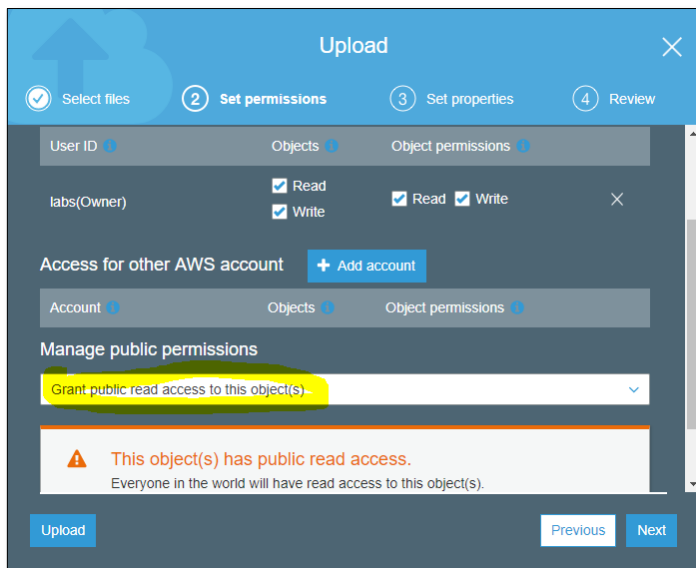 Upload
Select files 2 Set permissions 3 Set properties 4 Review
User ID Objects Object permissions
labs(Owner) Read Write Read Write
Access for other AWS account + Add account
Account Objects Object permissions
Manage public permissions
Grant public read access to this object(s)
This object(s) has public read access.
Everyone in the world will have read access to this object(s).
Upload Previous Next